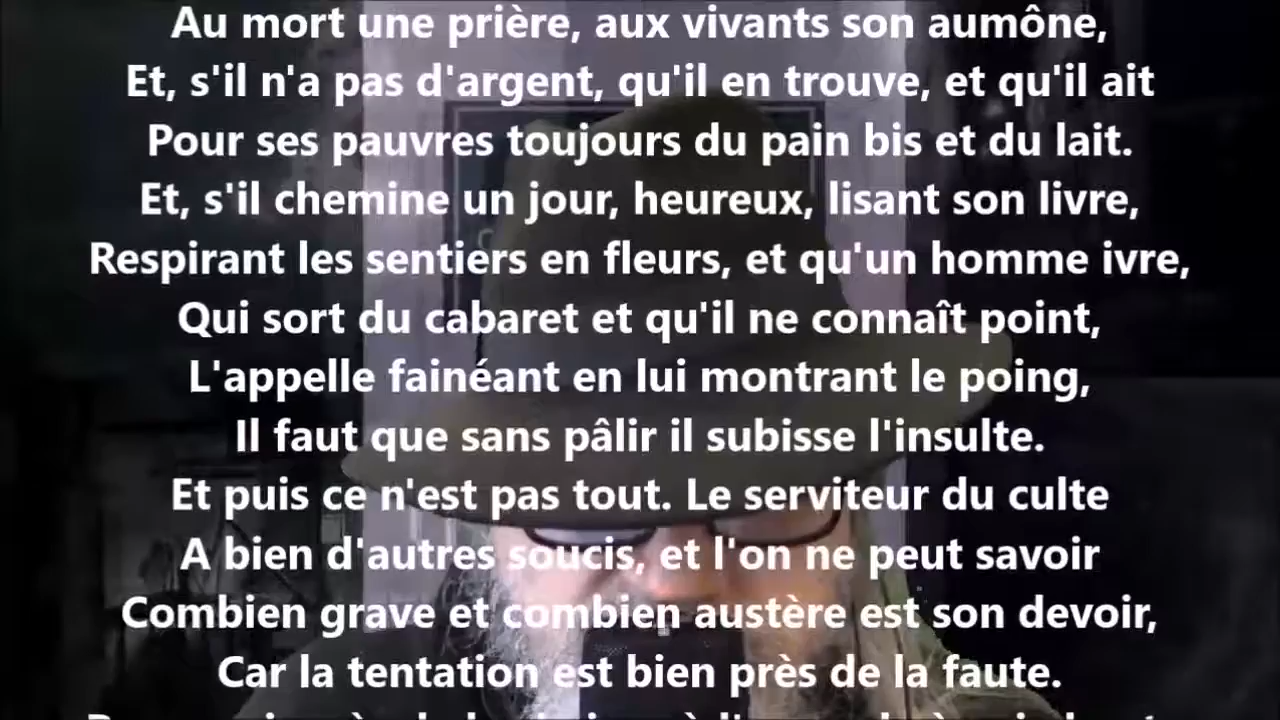 Au mort une prière, aux vivants son aumône,
Et, s'il n'a pas d'argent, qu'il en trouve, et qu'il ait
Pour ses pauvres toujours du pain bis et du lait.
Et, s'il chemine un jour, heureux, lisant son livre,
Respirant les sentiers en fleurs, et qu'un homme ivre,
Qui sort du cabaret et qu'il ne connaît point,
L'appelle fainéant en lui montrant le poing,
Il faut que sans pâlir il subisse l'insulte.
Et puis ce n'est pas tout. Le serviteur du culte
A bien d'autres soucis, et l'on ne peut savoir
Combien grave et combien austère est son devoir,
Car la tentation est bien près de la faute.